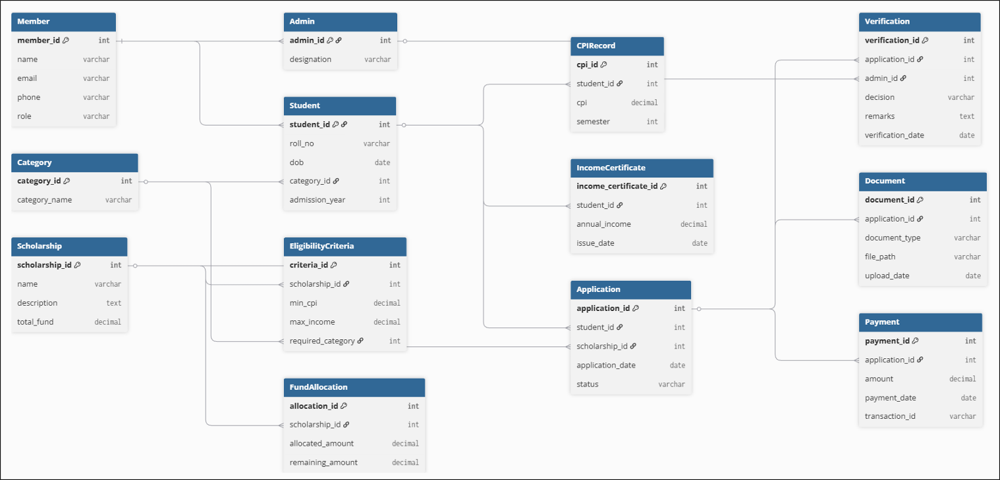 Member
member_id int
name varchar
email varchar
phone varchar
role varchar
Category
category_id int
category_name varchar
Scholarship
scholarship_id int
name varchar
description text
total_fund decimal
Admin
admin_id int
designation varchar
Student
student_id int
roll_no varchar
dob date
category_id int
admission_year int
EligibilityCriteria
criteria_id int
scholarship_id int
min_cpi decimal
max_income decimal
required_category int
FundAllocation
allocation_id int
scholarship_id int
allocated_amount decimal
remaining_amount decimal
CPIRecord
cpi_id int
student_id int
cpi decimal
semester int
IncomeCertificate
income_certificate_id int
student_id int
annual_income decimal
issue_date date
Application
application_id int
student_id int
scholarship_id int
application_date date
status varchar
Verification
verification_id int
application_id int
admin_id int
decision varchar
remarks text
verification_date date
Document
document_id int
application_id int
document_type varchar
file_path varchar
upload_date date
Payment
payment_id int
application_id int
amount decimal
payment_date date
transaction_id varchar